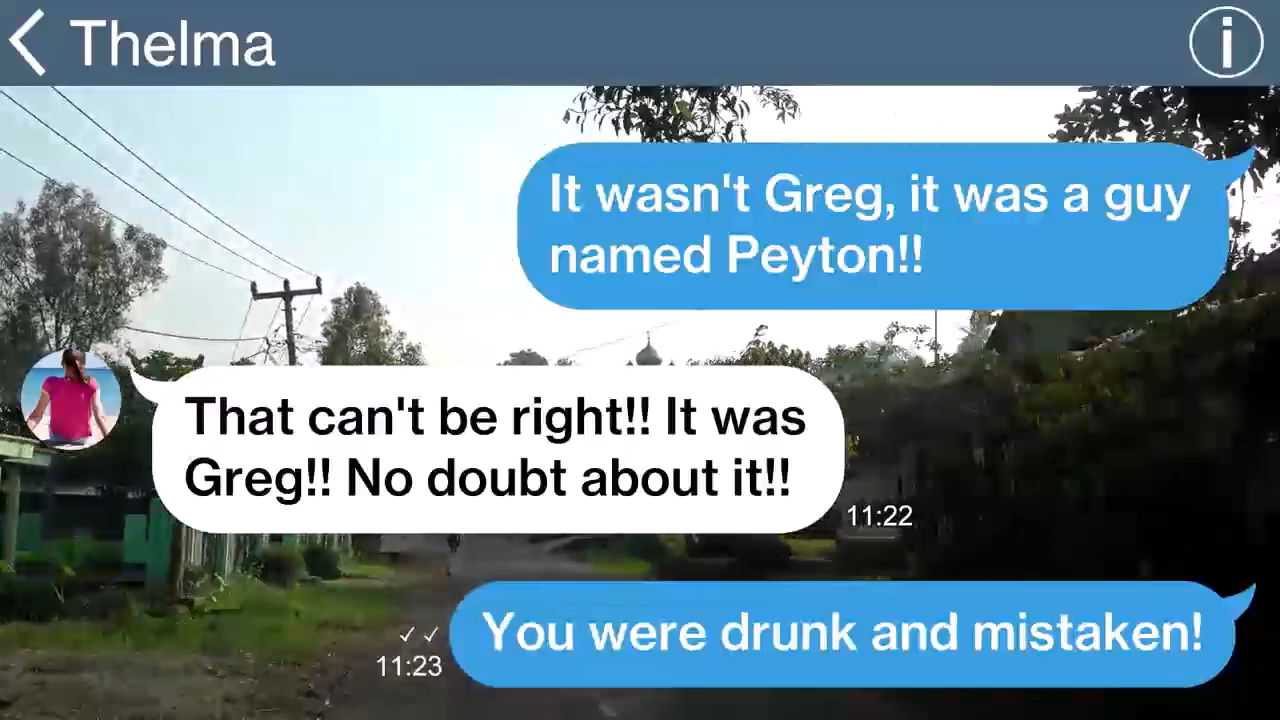 Thelma
It wasn't Greg, it was a guy
named Peyton!!
That can't be right!! It was
Greg!! No doubt about it!!
11:22
You were drunk and mistaken!
11:23